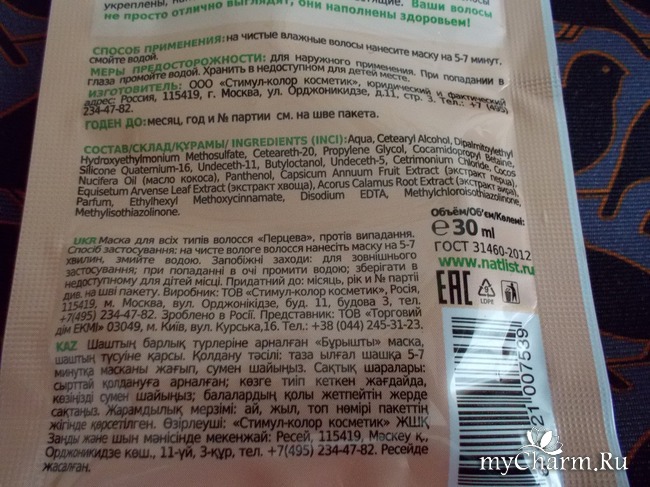 укреплены,
Ваши волосы
не просто отлично выглядят, они наполнены здоровьем!
СПОСОБ ПРИМЕНЕНИЯ: на чистые влажные волосы нанесите маску на 5-7 минут,
смойте водой.
МЕРЫ ПРЕДОСТОРОЖНОСТИ: для наружного применения. При попадании в
глаза промойте водой. Хранить в недоступном для детей месте.
ИЗГОТОВИТЕЛЬ: ООО «Стимул-колор косметик», юридический и фактический
адрес: Россия, 115419, г. Москва, ул. Орджоникидзе, д.11, стр. 3. Тел.: +7 (495)
234-47-82.
ГОДЕН ДО: месяц, год и № партии см. на шве пакета.
СОСТАВ/СКЛАД/ҚҰРАМЫ/ INGREDIENTS (INCI): Aqua, Cetearyl Alcohol, Dipalmitoylethyl
Hydroxyethylmonium Methosulfate, Ceteareth-20, Propylene Glycol, Cocamidopropyl Betaine,
Silicone Quaternium-16, Undeceth-11, Butyloctanol, Undeceth-5, Cetrimonium Chloride, Cocos
Nucifera Oil (масло кокоса), Panthenol, Capsicum Annuum Fruit Extract (экстракт перца),
Equisetum Arvense Leaf Extract (экстракт хвоща), Acorus Calamus Root Extract (экстракт аира),
Parfum, Ethylhexyl Methoxycinnamate, Disodium EDTA, Methylchloroisothiazolinone,
Methylisothiazolinone.
Объём/Об'єм/Көлемі:
℮ 30 ml
ГОСТ 31460-2012
www.natlist.ru
EAC
LDPE
UKR Маска для всіх типів волосся «Перцева», проти випадання.
Спосіб застосування: на чисте вологе волосся нанесіть маску на 5-7
хвилин, змийте водою. Запобіжні заходи: для зовнішнього
застосування; при попаданні в очі промити водою; зберігати в
недоступному для дітей місці. Придатний до: місяць, рік и № партії
див. на шві пакету. Виробник: ТОВ «Стимул-колор косметик», Росія,
115419, м. Москва, вул. Орджонікідзе, буд. 11, будова 3, тел.
+7(495) 234-47-82. Зроблено в Росії. Представник: ТОВ «Торговий
дім ЕКМІ» 03049, м. Київ, вул. Курська,16. Тел.: +38 (044) 245-31-23.
KAZ Шаштың барлық түрлеріне арналған «Бұрышты» маска,
шаштың түсуіне қарсы. Қолдану тәсілі: таза ылғал шашқа 5-7
минутқа масканы жағып, сумен шайыңыз. Сақтық шаралары:
сырттай қолдануға арналған; көзге тиіп кеткен жағдайда,
көзіңізді сумен шайыңыз; балалардың қолы жетпейтін жерде
сақтаңыз. Жарамдылық мерзімі: ай, жыл, топ нөмірі пакеттің
жігінде көрсетілген. Өзірлеуші: «Стимул-колор косметик» ЖШҚ
Заңды және шын мәнісінде мекенжай: Ресей, 115419, Мәскеу қ.,
Орджоникидзе көш., 11-үй, 3-құр, тел. +7(495) 234-47-82. Ресейде
жасалған.
21 007539
myCharm.Ru